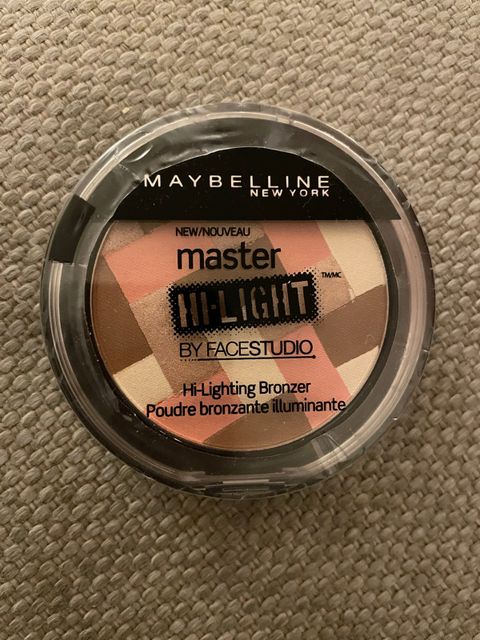 MAYBELLINE
NEW YORK
NEW/NOUVEAU
master
HI-LIGHT TM/MC
BY FACESTUDIO
Hi-Lighting Bronzer
Poudre bronzante illuminante